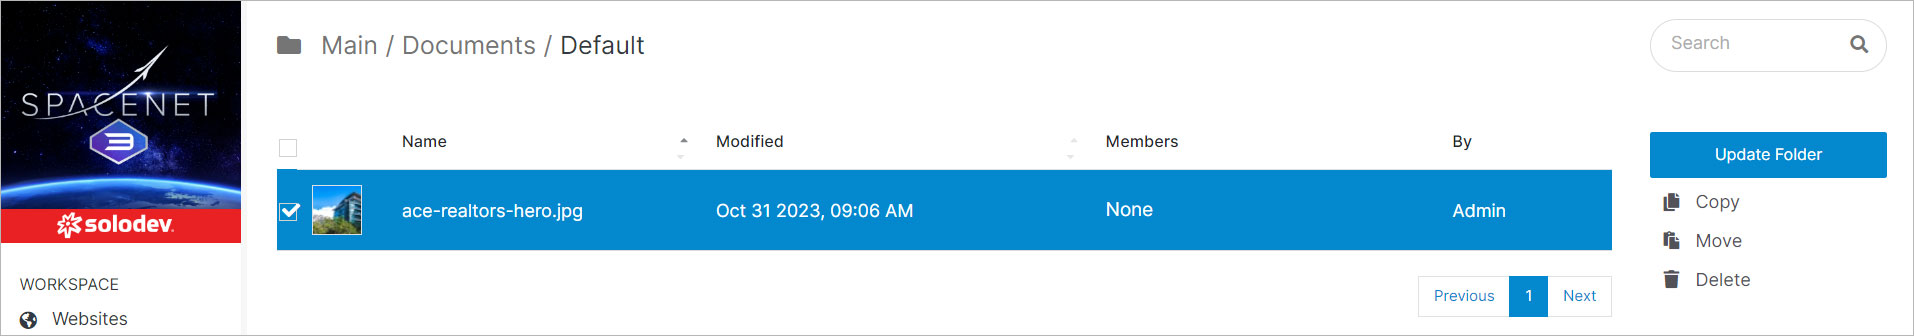 SPACENET
solodev
WORKSPACE
Websites
Main / Documents / Default
Search
Name Modified Members By
ace-realtors-hero.jpg Oct 31 2023, 09:06 AM None Admin
Previous 1 Next
Update Folder
Copy
Move
Delete